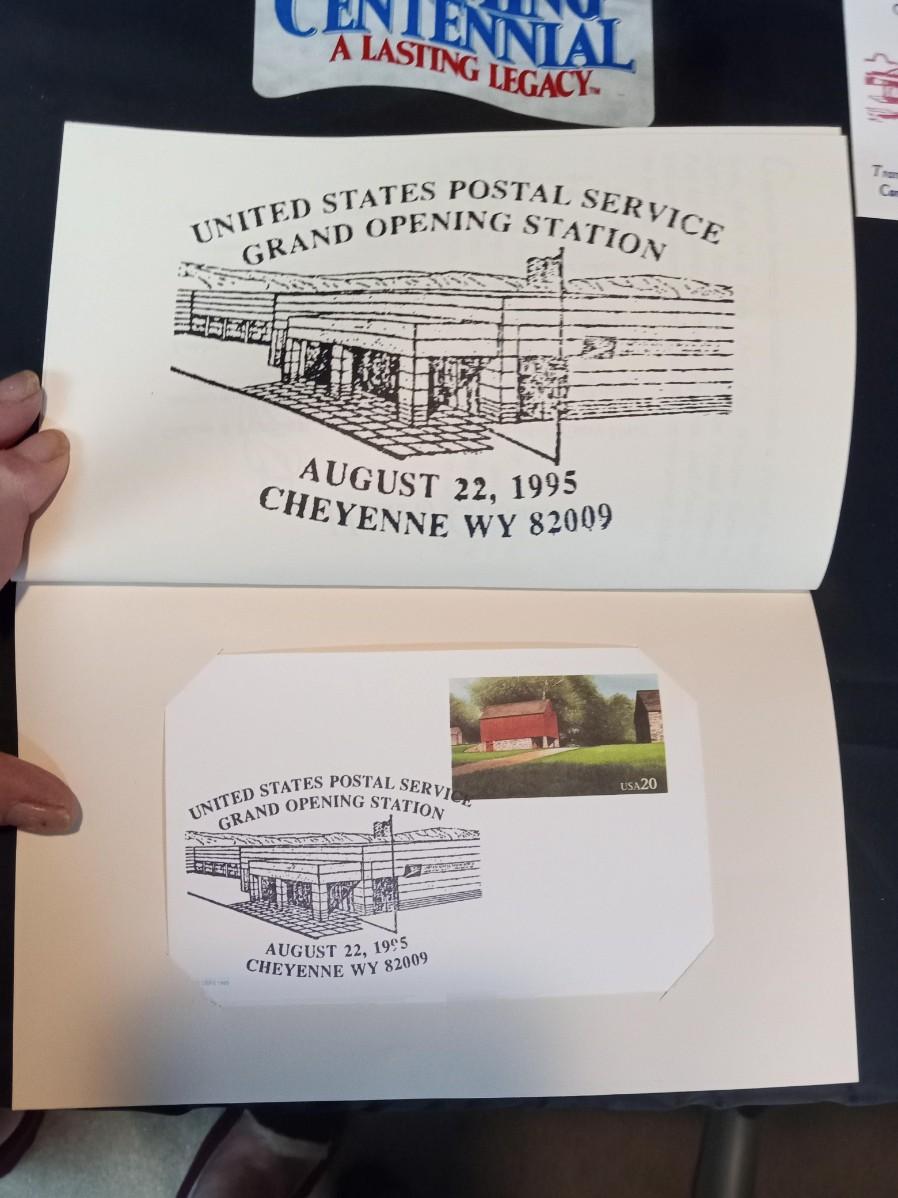 CENTENNIAL
A LASTING LEGACY™
UNITED STATES POSTAL SERVICE
GRAND OPENING STATION
AUGUST 22, 1995
CHEYENNE WY 82009
USA20
UNITED STATES POSTAL SERVICE
GRAND OPENING STATION
AUGUST 22, 1995
CHEYENNE WY 82009